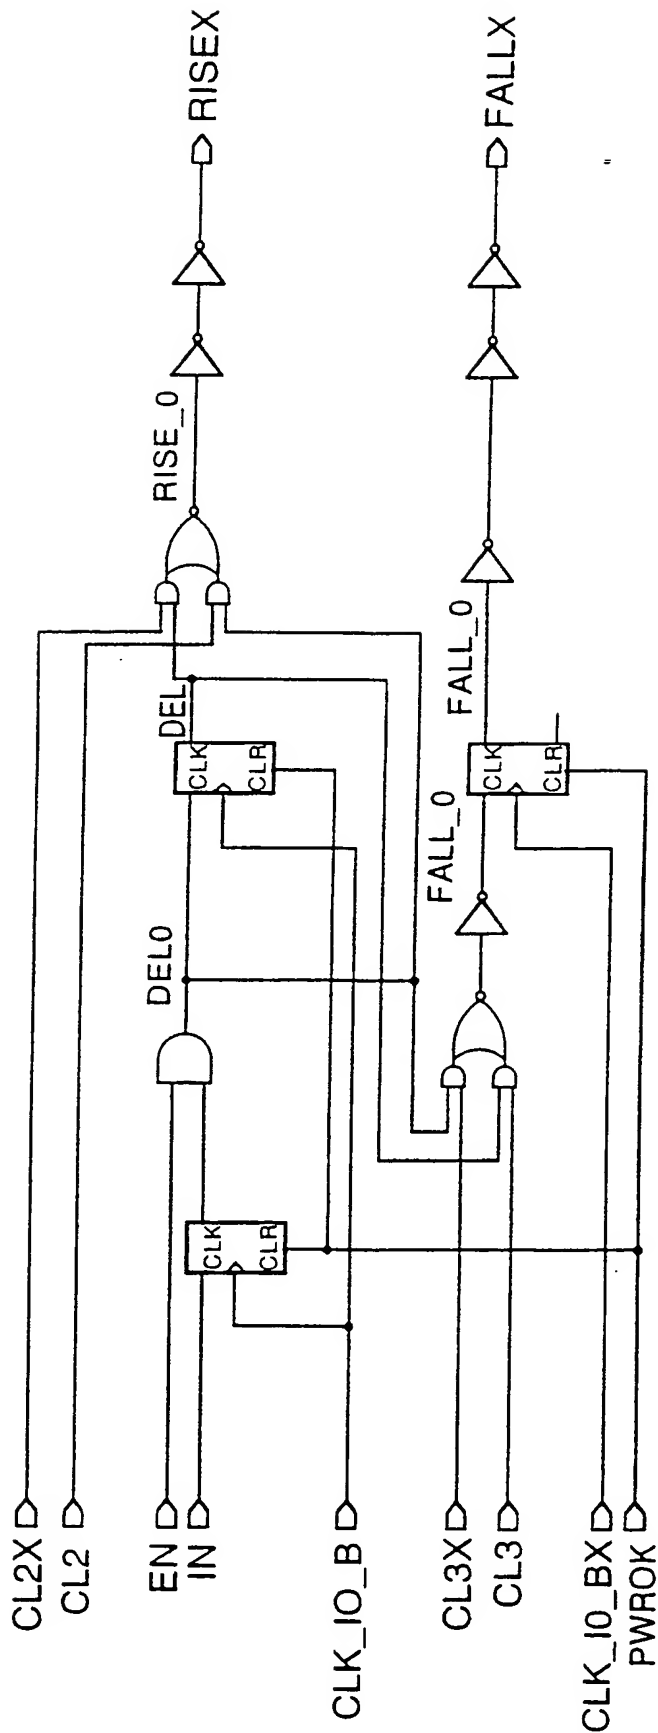 CL2X
CL2
EN
IN
CLK_IO_B
CL3X
CL3
CLK_I0_BX
PWROK
CLK
CLR
DEL0
CLK
CLR
DEL
RISE_0
RISEX
FALL_0
CLK
CLR
FALL_0
FALLX